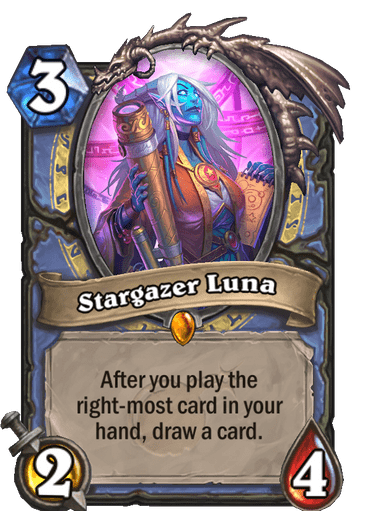 3
Stargazer Luna
After you play the
right-most card in your
hand, draw a card.
2
4